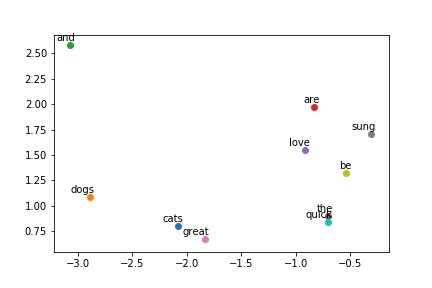 and
2.50
2.25
2.00
are
1.75
sung
1.50
love
be
1.25
dogs
1.00
the
quick
cats
0.75
great
−3.0
−2.5
−2.0
−1.5
−1.0
−0.5